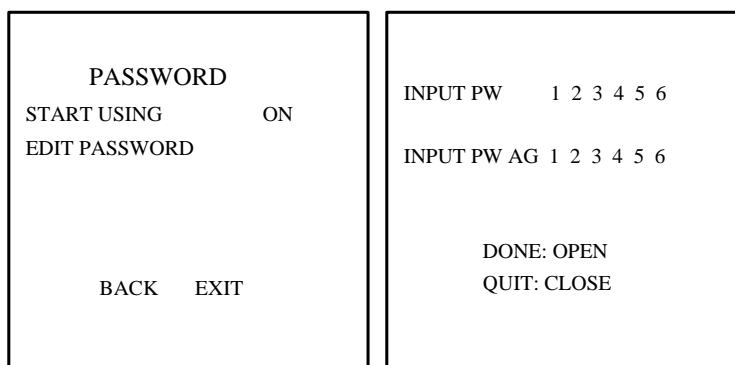 PASSWORD
START USING ON
EDIT PASSWORD
BACK EXIT
INPUT PW 1 2 3 4 5 6
INPUT PW AG 1 2 3 4 5 6
DONE: OPEN
QUIT: CLOSE